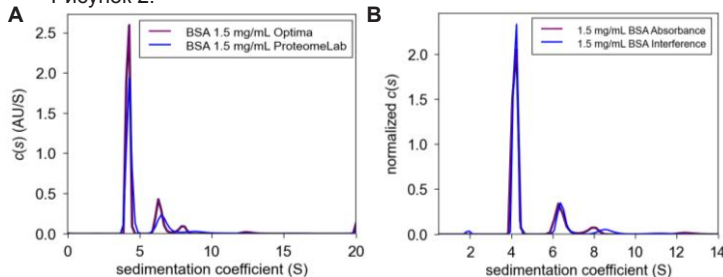 Рисунок 2.
A
BSA 1.5 mg/mL Optima
BSA 1.5 mg/mL ProteomeLab
c(s) (AU/S)
2.5
2.0
1.5
1.0
0.5
0.0
0 5 10 15 20
sedimentation coefficient (S)
B
1.5 mg/mL BSA Absorbance
1.5 mg/mL BSA Interference
normalized c(s)
2.0
1.5
1.0
0.5
0.0
2 4 6 8 10 12 14
sedimentation coefficient (S)